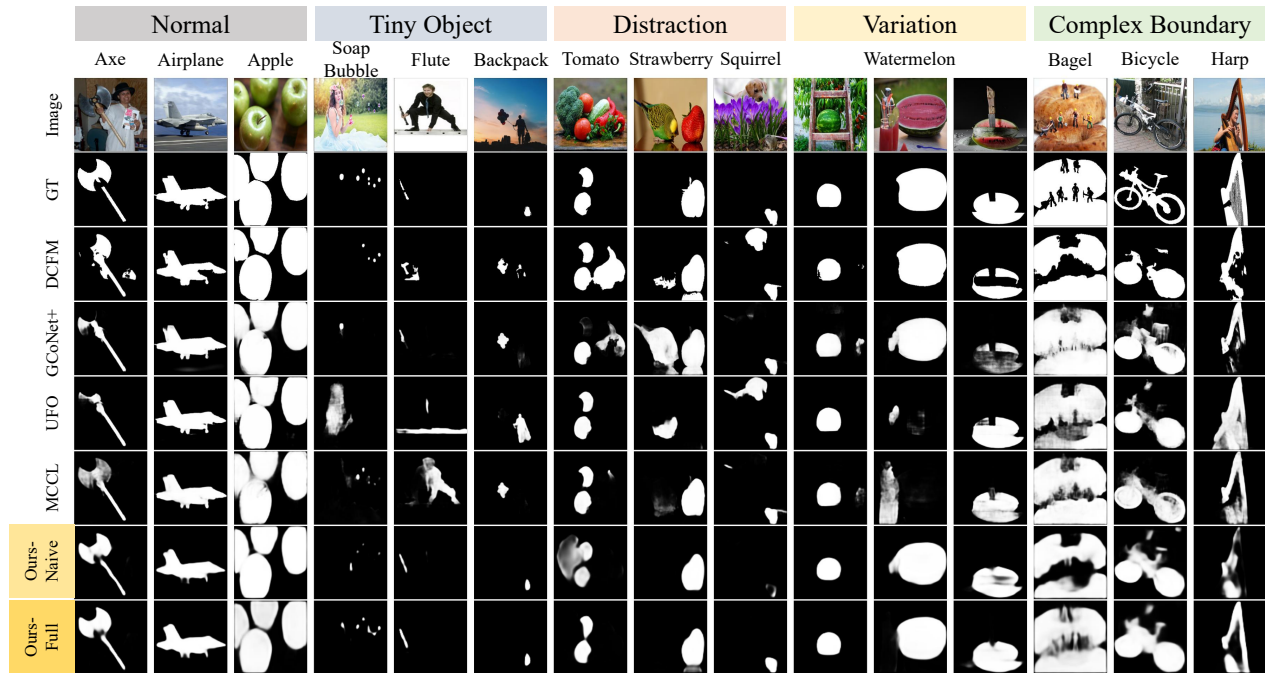 Normal
Tiny Object
Distraction
Variation
Complex Boundary
Axe
Airplane
Apple
Soap
Bubble
Flute
Backpack
Tomato
Strawberry
Squirrel
Watermelon
Bagel
Bicycle
Harp
Image
GT
DCFM
GCoNet+
UFO
MCCL
Ours-
Naive
Ours-
Full